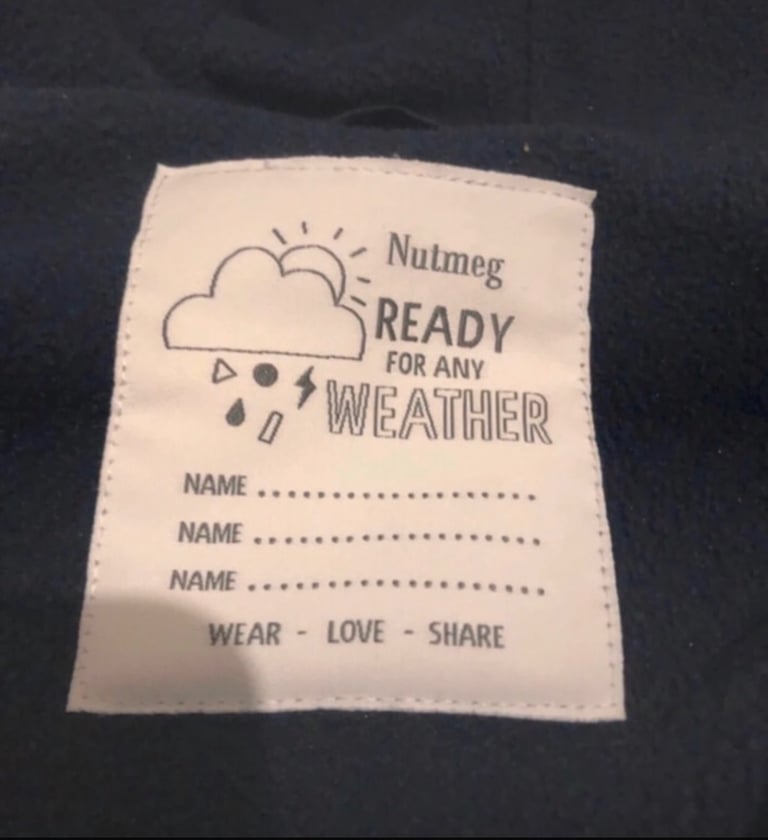 Nutmeg
READY
FOR ANY
WEATHER
NAME ...................
NAME ...................
NAME ....................
WEAR - LOVE - SHARE